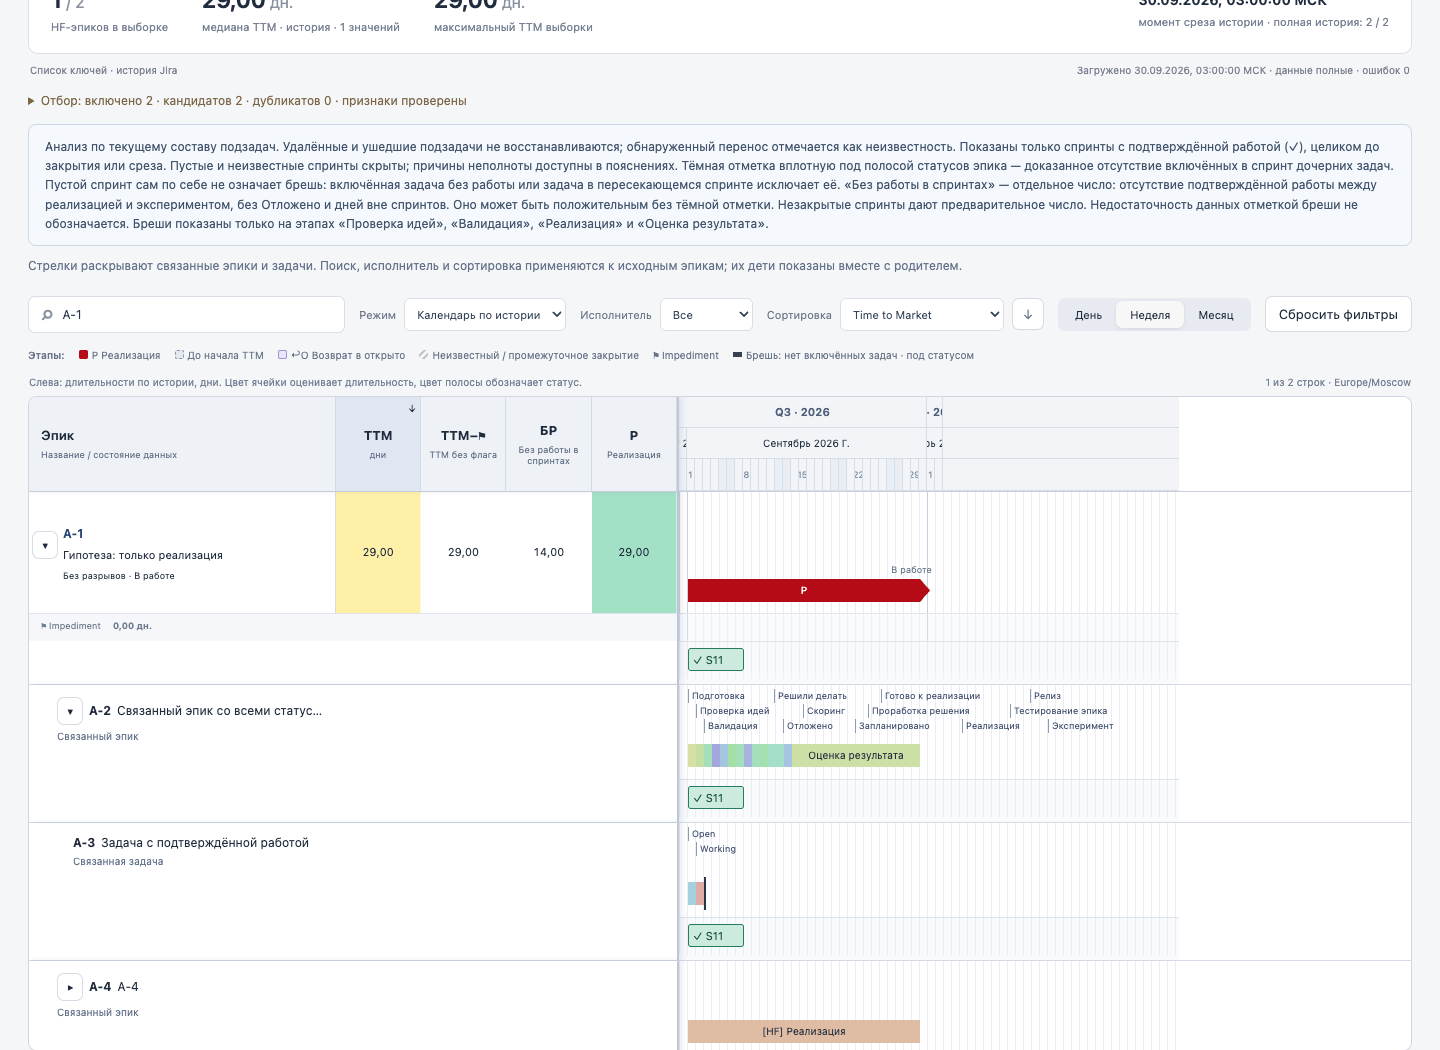 1 / 2
29,00 дн.
29,00 дн.
30.09.2026, 03:00:00 МСК
HF-эпиков в выборке
медиана TTM · история · 1 значений
максимальный TTM выборки
момент среза истории · полная история: 2 / 2
Список ключей · история Jira
Загружено 30.09.2026, 03:00:00 МСК · данные полные · ошибок 0
▶ Отбор: включено 2 · кандидатов 2 · дубликатов 0 · признаки проверены
Анализ по текущему составу подзадач. Удалённые и ушедшие подзадачи не восстанавливаются; обнаруженный перенос отмечается как неизвестность. Показаны только спринты с подтверждённой работой (✓), целиком до
закрытия или среза. Пустые и неизвестные спринты скрыты; причины неполноты доступны в пояснениях. Тёмная отметка вплотную под полосой статусов эпика — доказанное отсутствие включённых в спринт дочерних задач.
Пустой спринт сам по себе не означает брешь: включённая задача без работы или задача в пересекающемся спринте исключает её. «Без работы в спринтах» — отдельное число: отсутствие подтверждённой работы между
реализацией и экспериментом, без Отложено и дней вне спринтов. Оно может быть положительным без тёмной отметки. Незакрытые спринты дают предварительное число. Недостаточность данных отметкой бреши не
обозначается. Бреши показаны только на этапах «Проверка идей», «Валидация», «Реализация» и «Оценка результата».
Стрелки раскрывают связанные эпики и задачи. Поиск, исполнитель и сортировка применяются к исходным эпикам; их дети показаны вместе с родителем.
A-1
Режим
Календарь по истории
Исполнитель
Все
Сортировка
Time to Market
↓
День
Неделя
Месяц
Сбросить фильтры
Этапы:
Р Реализация
До начала TTM
↩О Возврат в открыто
Неизвестный / промежуточное закрытие
⚑ Impediment
Брешь: нет включённых задач · под статусом
Слева: длительности по истории, дни. Цвет ячейки оценивает длительность, цвет полосы обозначает статус.
1 из 2 строк · Europe/Moscow
Эпик
Название / состояние данных
↓
TTM
дни
TTM−⚑
TTM без флага
БР
Без работы в
спринтах
Р
Реализация
Q3 · 2026
· 20
Сентябрь 2026 Г.
1
8
15
22
29
1
A-1
Гипотеза: только реализация
Без разрывов · В работе
29,00
29,00
14,00
29,00
В работе
Р
⚑ Impediment 0,00 дн.
✓ S11
A-2 Связанный эпик со всеми статус…
Связанный эпик
Подготовка
Решили делать
Готово к реализации
Релиз
Проверка идей
Скоринг
Проработка решения
Тестирование эпика
Валидация
Отложено
Запланировано
Реализация
Эксперимент
Оценка результата
✓ S11
A-3 Задача с подтверждённой работой
Связанная задача
Open
Working
✓ S11
A-4 A-4
Связанный эпик
[HF] Реализация